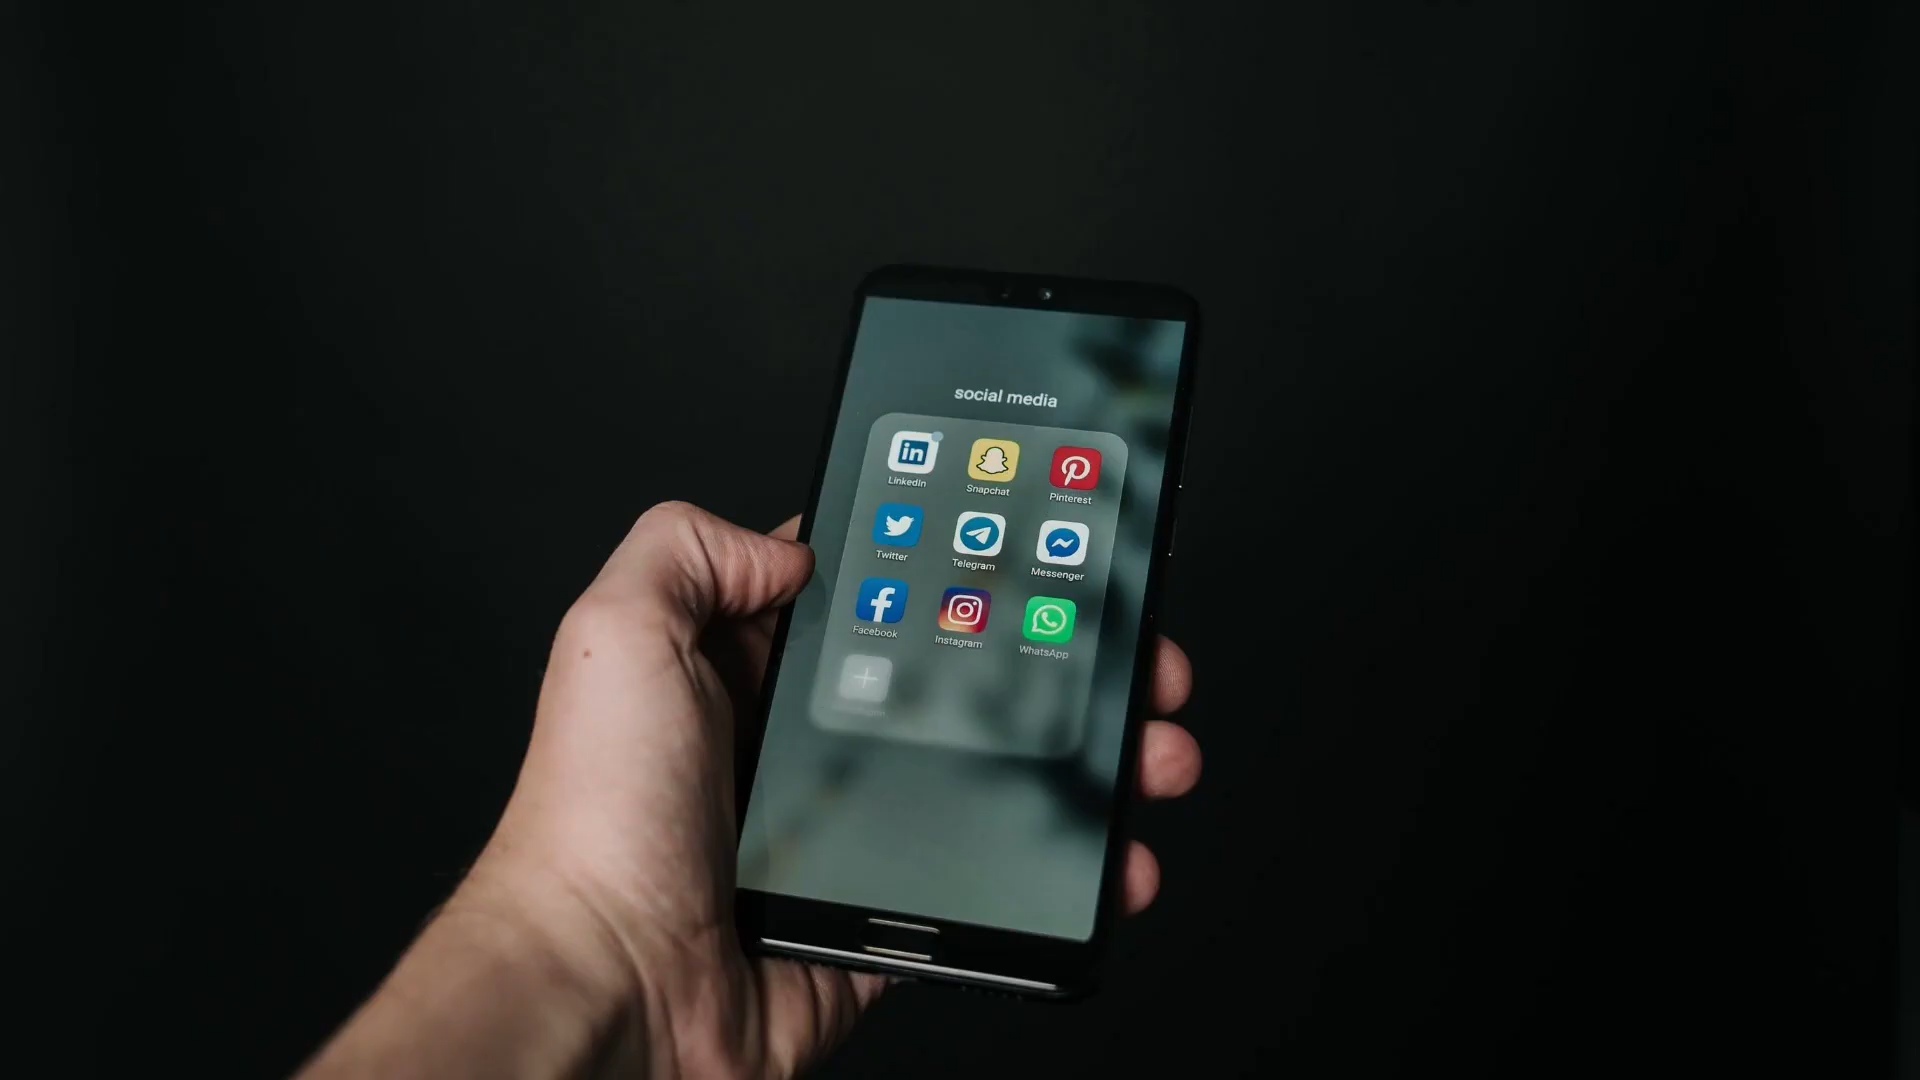 social media
LinkedIn
Snapchat
Pinterest
Twitter
Telegram
Messenger
Facebook
Instagram
WhatsApp